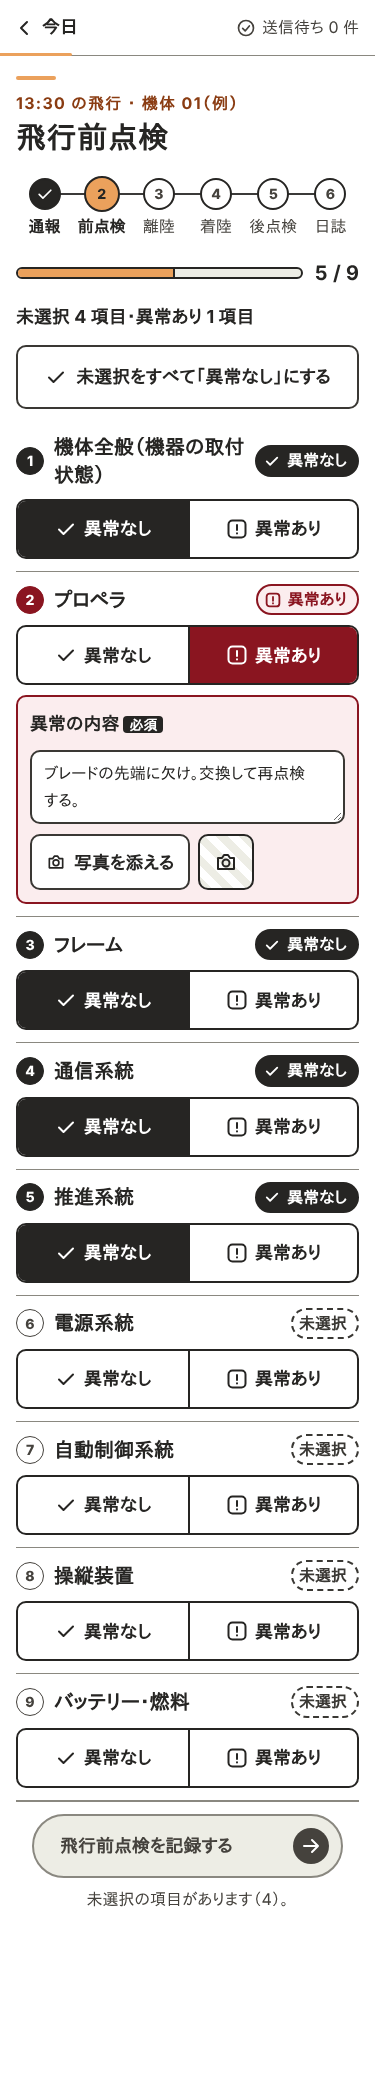 今日
送信待ち 0 件
13:30 の飛行・機体 01(例)
飛行前点検
2 3 4 5 6
通報 前点検 離陸 着陸 後点検 日誌
5 / 9
未選択 4 項目・異常あり 1 項目
未選択をすべて「異常なし」にする
1 機体全般(機器の取付
状態)
異常なし
異常なし 異常あり
2 プロペラ 異常あり
異常なし 異常あり
異常の内容 必須
ブレードの先端に欠け。交換して再点検
する。
写真を添える
3 フレーム 異常なし
異常なし 異常あり
4 通信系統 異常なし
異常なし 異常あり
5 推進系統 異常なし
異常なし 異常あり
6 電源系統 未選択
異常なし 異常あり
7 自動制御系統 未選択
異常なし 異常あり
8 操縦装置 未選択
異常なし 異常あり
9 バッテリー・燃料 未選択
異常なし 異常あり
飛行前点検を記録する
未選択の項目があります(4)。